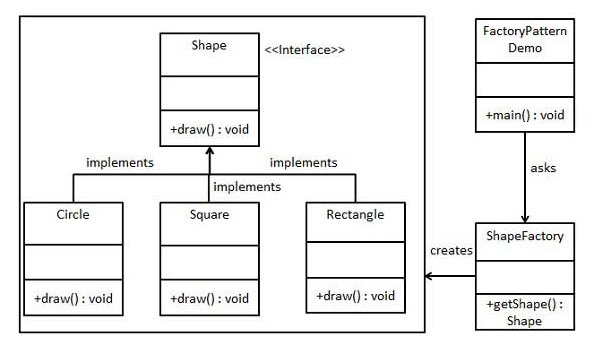 Shape
<<Interface>>
+draw() : void
implements
implements
implements
Circle
+draw() : void
Square
+draw() : void
Rectangle
+draw() : void
FactoryPattern
Demo
+main() : void
asks
ShapeFactory
+getShape() :
Shape
creates